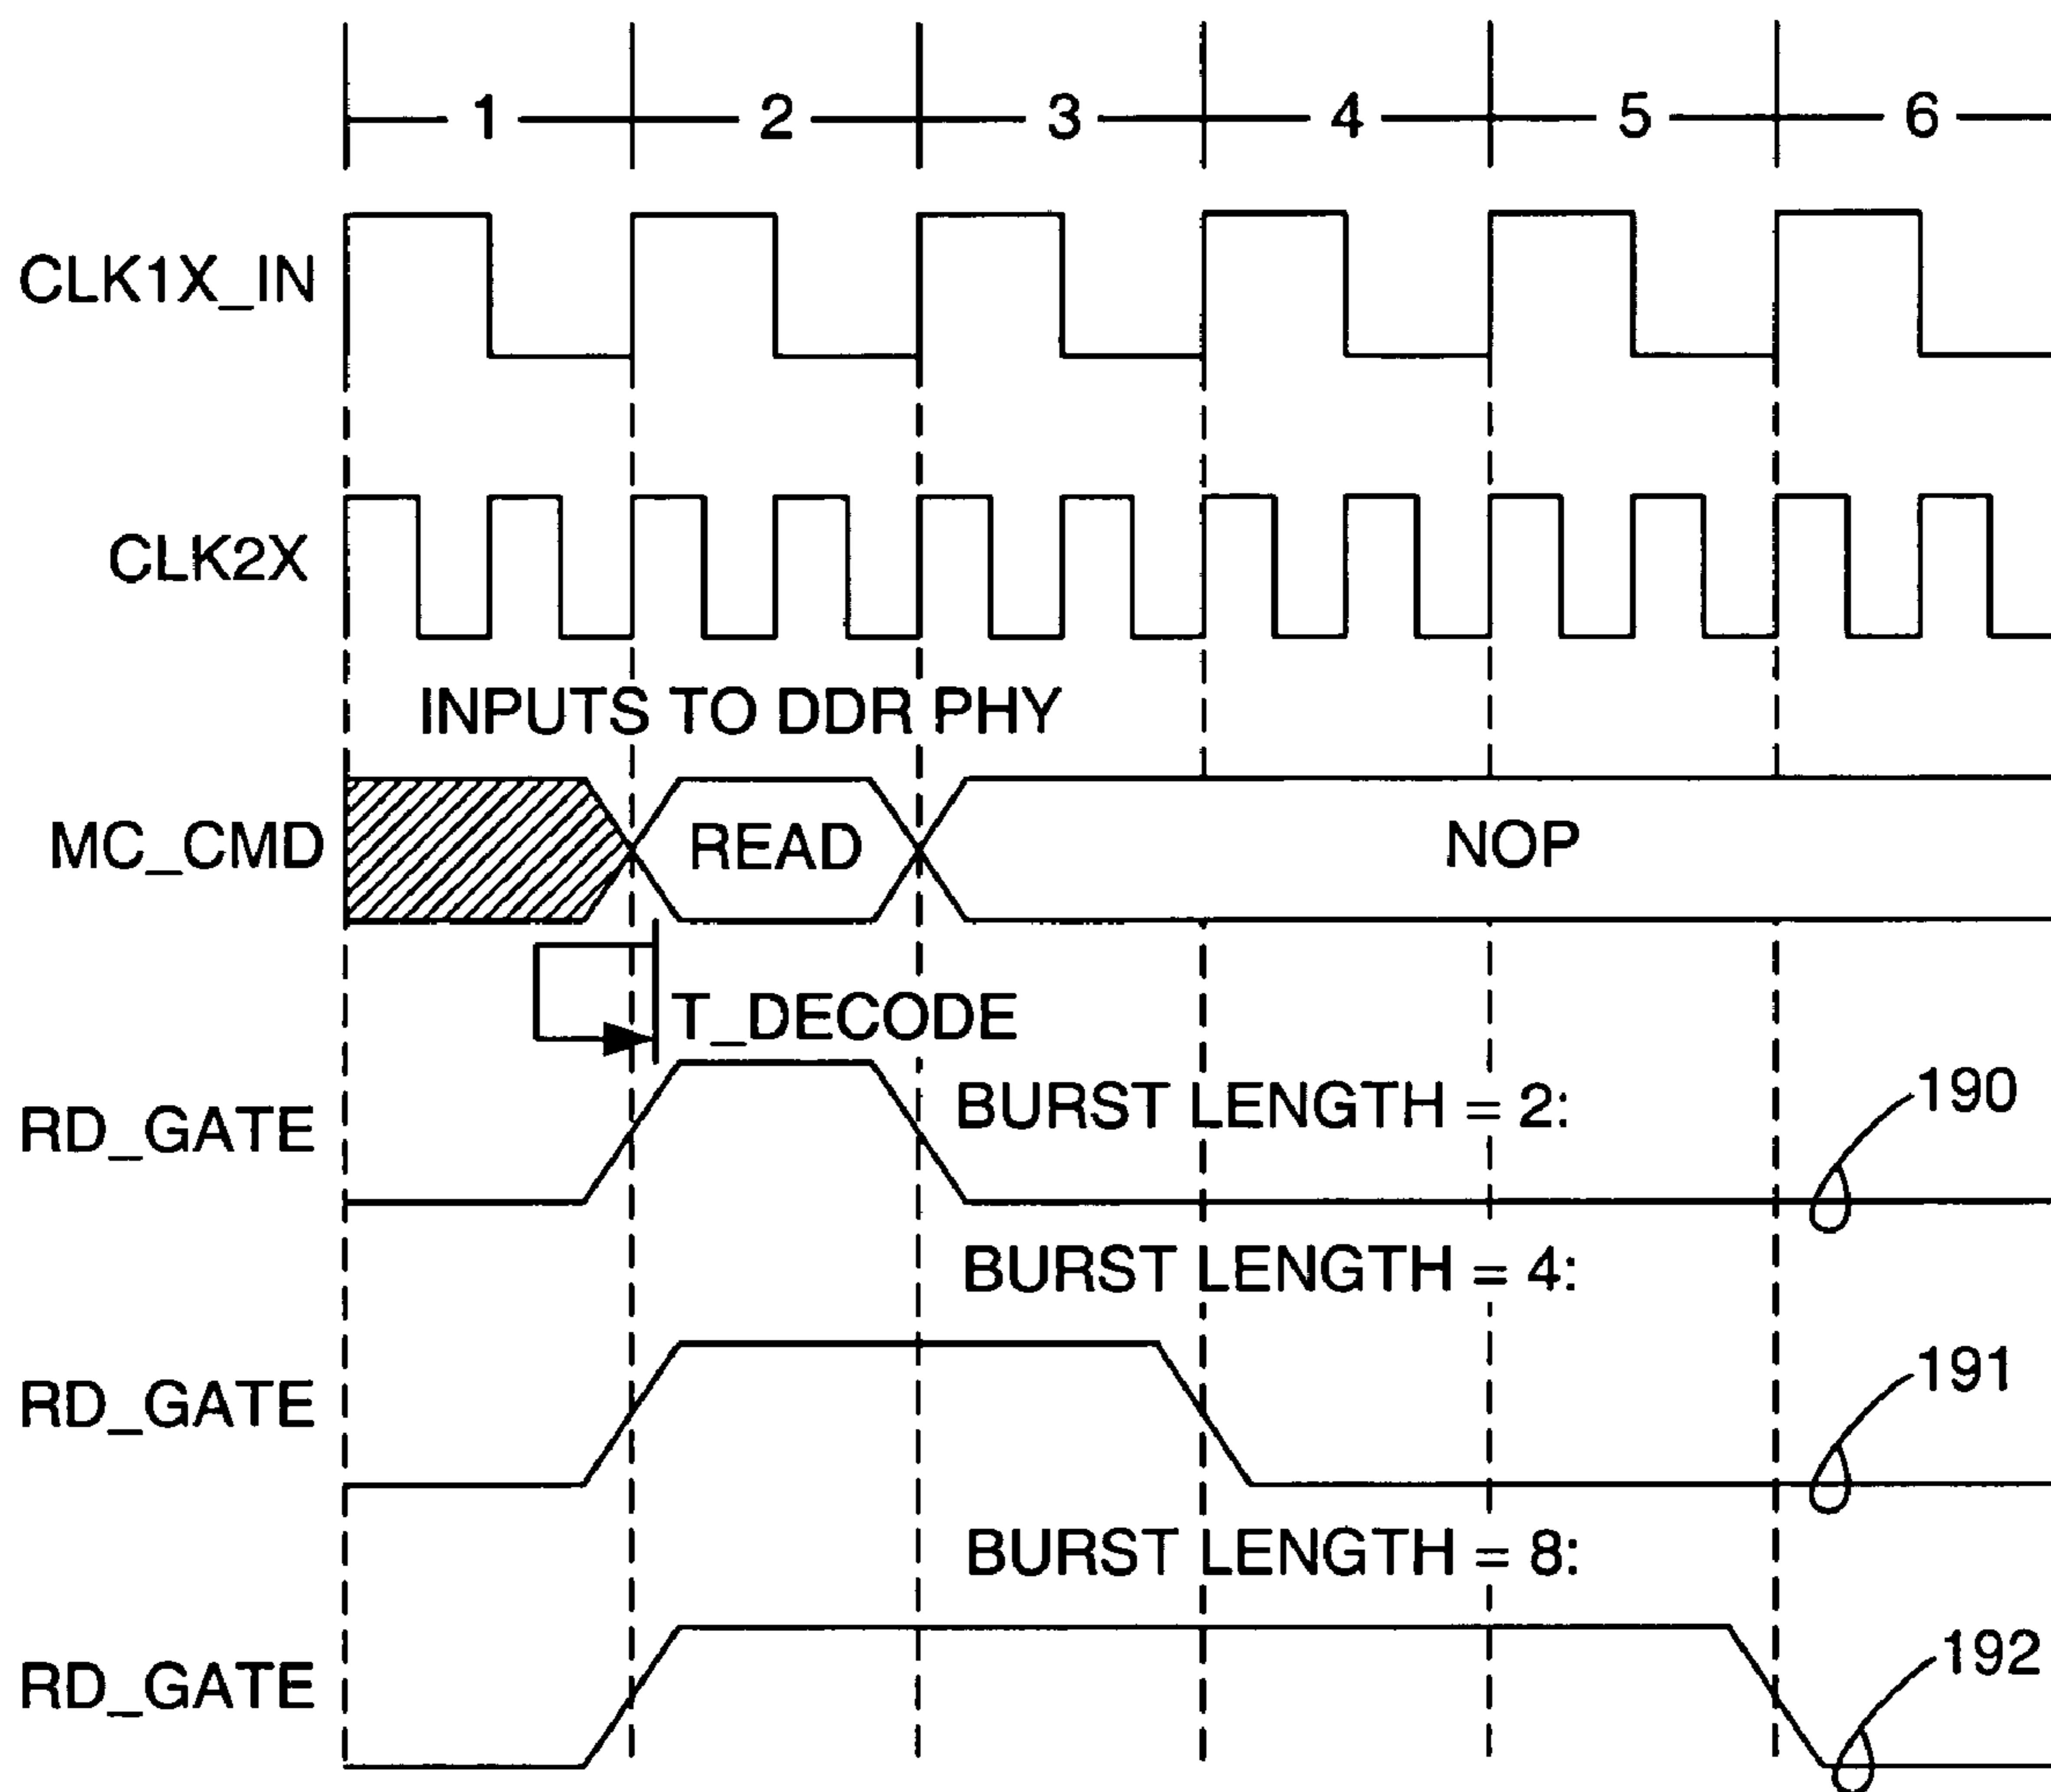 1 2 3 4 5 6
CLK1X_IN
CLK2X
INPUTS TO DDR PHY
MC_CMD READ NOP
T_DECODE
RD_GATE BURST LENGTH = 2: 190
BURST LENGTH = 4:
RD_GATE 191
BURST LENGTH = 8:
RD_GATE 192